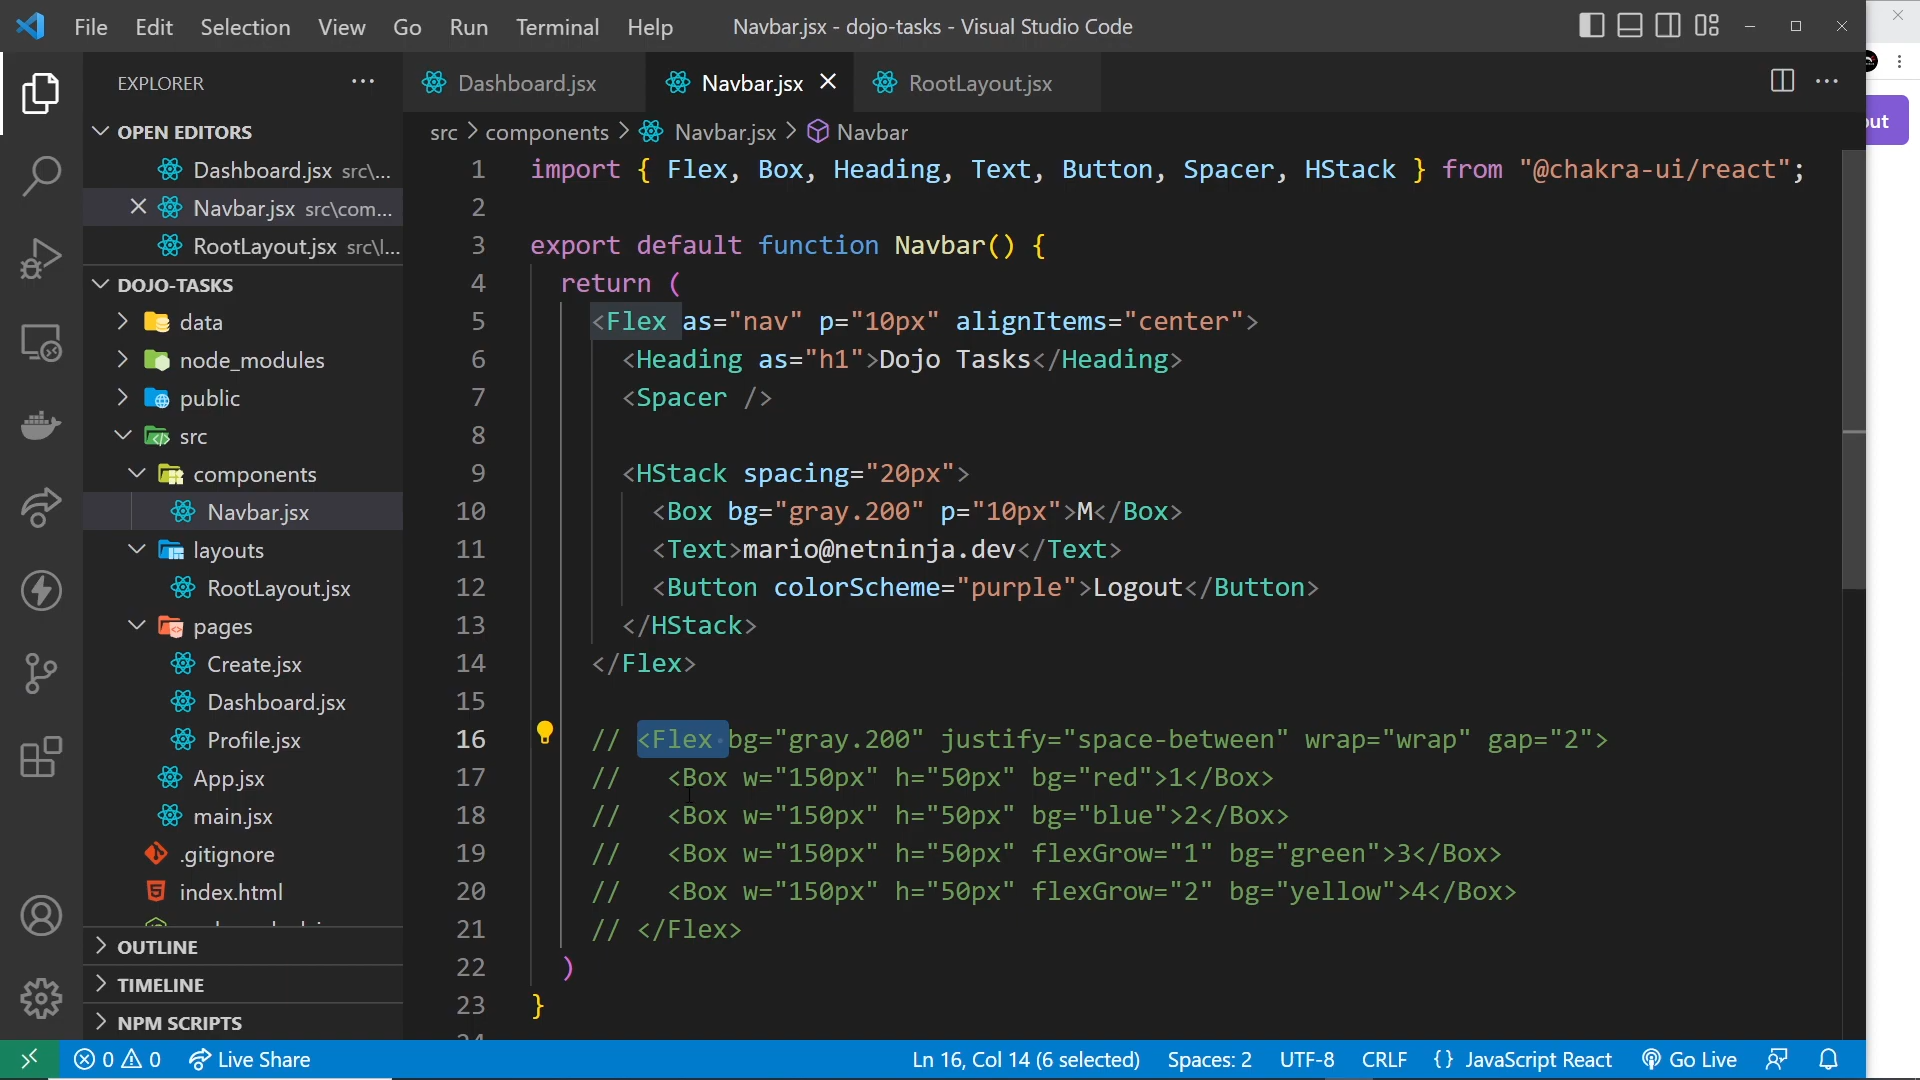 File Edit Selection View Go Run Terminal Help
Navbar.jsx - dojo-tasks - Visual Studio Code
EXPLORER
OPEN EDITORS
Dashboard.jsx src\...
Navbar.jsx src\com...
RootLayout.jsx src\l...
DOJO-TASKS
data
node_modules
public
src
components
Navbar.jsx
layouts
RootLayout.jsx
pages
Create.jsx
Dashboard.jsx
Profile.jsx
App.jsx
main.jsx
.gitignore
index.html
OUTLINE
TIMELINE
NPM SCRIPTS
Dashboard.jsx
Navbar.jsx
RootLayout.jsx
src > components > Navbar.jsx > Navbar
1 import { Flex, Box, Heading, Text, Button, Spacer, HStack } from "@chakra-ui/react";
2
3 export default function Navbar() {
4 return (
5 <Flex as="nav" p="10px" alignItems="center">
6 <Heading as="h1">Dojo Tasks</Heading>
7 <Spacer />
8
9 <HStack spacing="20px">
10 <Box bg="gray.200" p="10px">M</Box>
11 <Text>mario@netninja.dev</Text>
12 <Button colorScheme="purple">Logout</Button>
13 </HStack>
14 </Flex>
15
16 // <Flex bg="gray.200" justify="space-between" wrap="wrap" gap="2">
17 //   <Box w="150px" h="50px" bg="red">1</Box>
18 //   <Box w="150px" h="50px" bg="blue">2</Box>
19 //   <Box w="150px" h="50px" flexGrow="1" bg="green">3</Box>
20 //   <Box w="150px" h="50px" flexGrow="2" bg="yellow">4</Box>
21 // </Flex>
22 )
23 }
out
0 0 Live Share
Ln 16, Col 14 (6 selected) Spaces: 2 UTF-8 CRLF {} JavaScript React Go Live